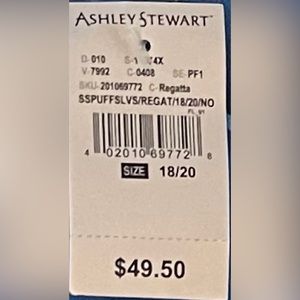 ASHLEY STEWART
D-010 4X
V-7992 C-0408 SE-PF1
SKU-201069772 C-Regatta
SSPUFFSLVS/REGAT/18/20/NO
4 02010 69772
SIZE 18/20
$49.50